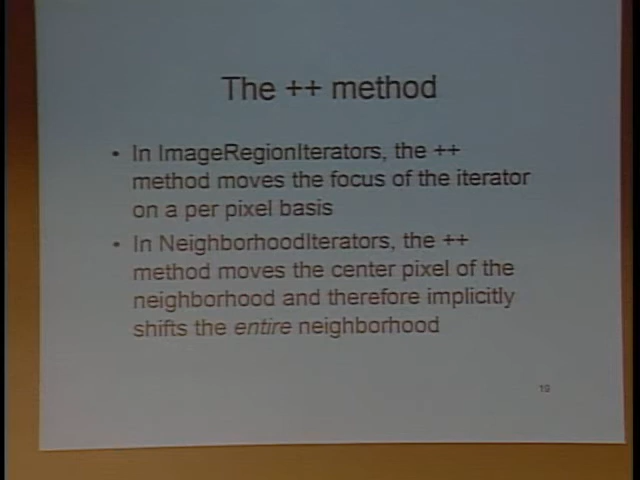 The ++ method
• In ImageRegionIterators, the ++
method moves the focus of the iterator
on a per pixel basis
• In NeighborhoodIterators, the ++
method moves the center pixel of the
neighborhood and therefore implicitly
shifts the entire neighborhood
19